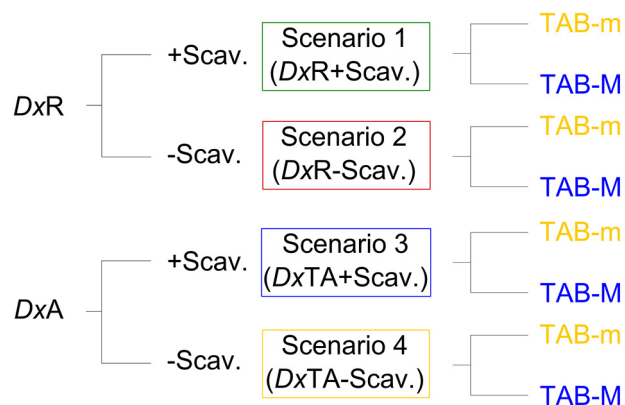 TAB-m
+Scav.
Scenario 1
(DxR+Scav.)
TAB-M
DxR
TAB-m
-Scav.
Scenario 2
(DxR-Scav.)
TAB-M
TAB-m
+Scav.
Scenario 3
(DxTA+Scav.)
TAB-M
DxA
TAB-m
-Scav.
Scenario 4
(DxTA-Scav.)
TAB-M